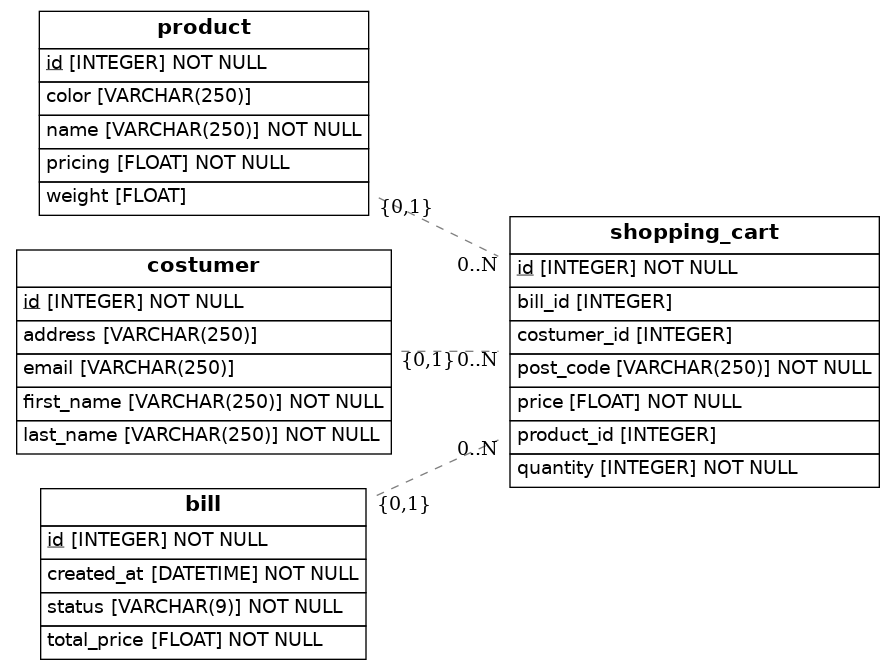 product
id [INTEGER] NOT NULL
color [VARCHAR(250)]
name [VARCHAR(250)] NOT NULL
pricing [FLOAT] NOT NULL
weight [FLOAT]
{0,1}
0..N
shopping_cart
id [INTEGER] NOT NULL
bill_id [INTEGER]
costumer_id [INTEGER]
post_code [VARCHAR(250)] NOT NULL
price [FLOAT] NOT NULL
product_id [INTEGER]
quantity [INTEGER] NOT NULL
costumer
id [INTEGER] NOT NULL
address [VARCHAR(250)]
email [VARCHAR(250)]
first_name [VARCHAR(250)] NOT NULL
last_name [VARCHAR(250)] NOT NULL
{0,1} 0..N
0..N
{0,1}
bill
id [INTEGER] NOT NULL
created_at [DATETIME] NOT NULL
status [VARCHAR(9)] NOT NULL
total_price [FLOAT] NOT NULL